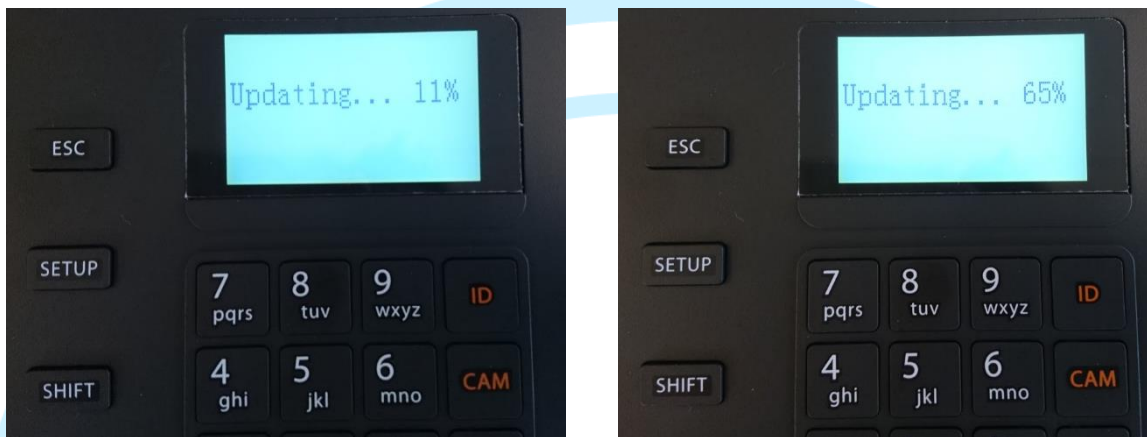 Updating... 11%
ESC
SETUP
7 8 9 ID
pqrs tuv wxyz
SHIFT
4 5 6 CAM
ghi jkl mno
Updating... 65%
ESC
SETUP
7 8 9 ID
pqrs tuv wxyz
SHIFT
4 5 6 CAM
ghi jkl mno